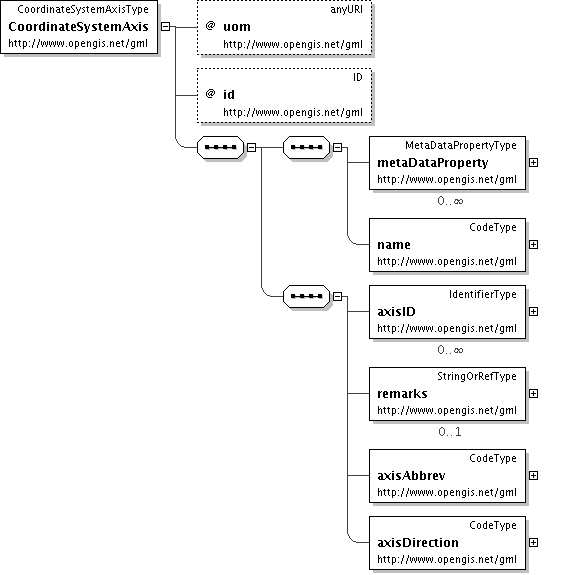 CoordinateSystemAxisType
CoordinateSystemAxis
http://www.opengis.net/gml
anyURI
@ uom
http://www.opengis.net/gml
ID
@ id
http://www.opengis.net/gml
MetaDataPropertyType
metaDataProperty
http://www.opengis.net/gml
0..∞
CodeType
name
http://www.opengis.net/gml
IdentifierType
axisID
http://www.opengis.net/gml
0..∞
StringOrRefType
remarks
http://www.opengis.net/gml
0..1
CodeType
axisAbbrev
http://www.opengis.net/gml
CodeType
axisDirection
http://www.opengis.net/gml